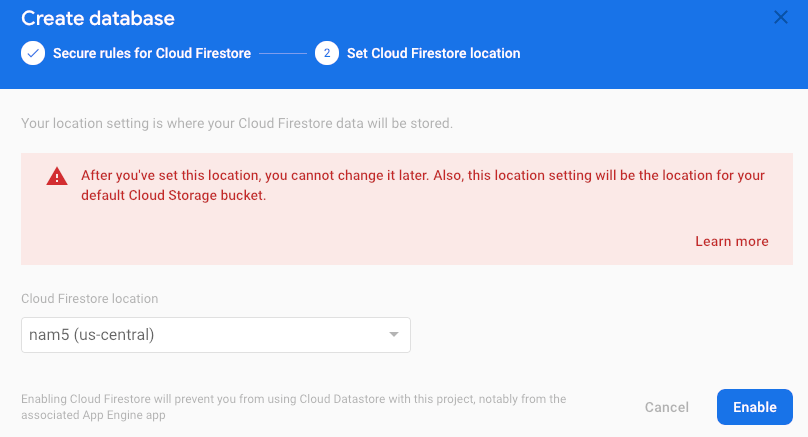 Create database
Secure rules for Cloud Firestore
2 Set Cloud Firestore location
Your location setting is where your Cloud Firestore data will be stored.
After you've set this location, you cannot change it later. Also, this location setting will be the location for your
default Cloud Storage bucket.
Learn more
Cloud Firestore location
nam5 (us-central)
Enabling Cloud Firestore will prevent you from using Cloud Datastore with this project, notably from the
associated App Engine app
Cancel
Enable